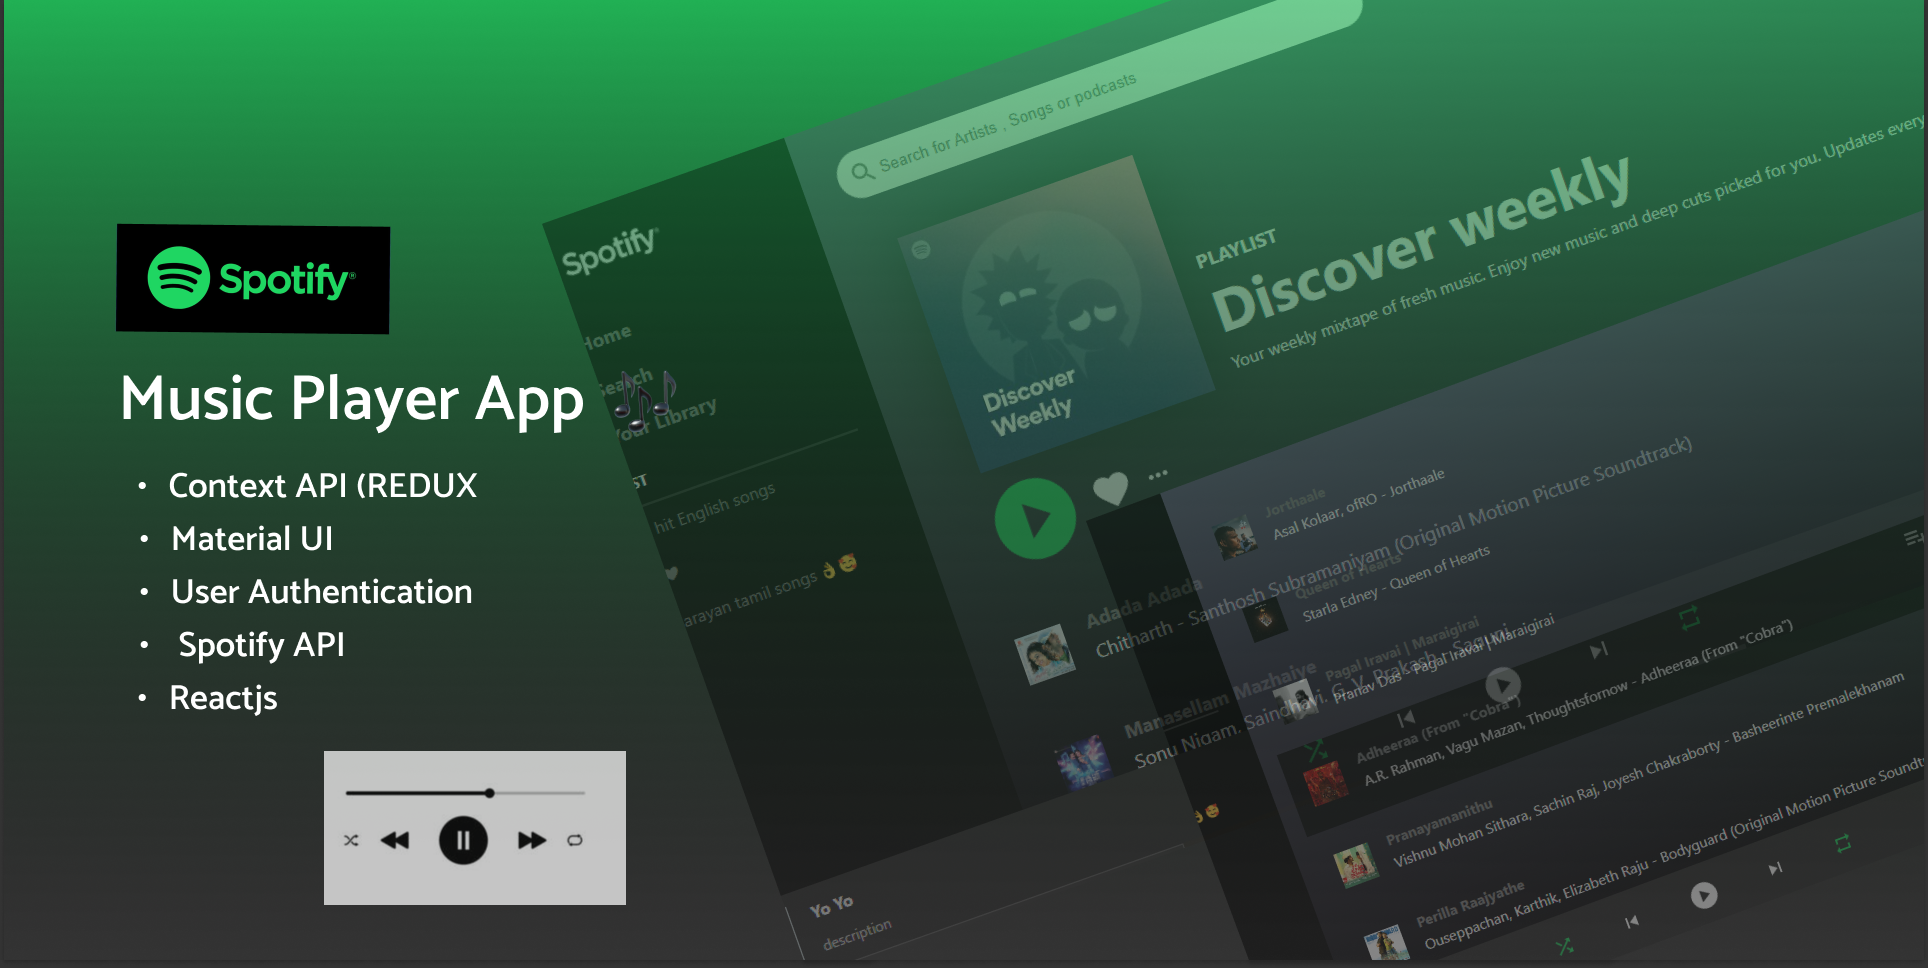 Spotify®
Music Player App
• Context API (REDUX
• Material UI
• User Authentication
• Spotify API
• Reactjs
Search for Artists , Songs or podcasts
Spotify®
Home
Search
Your Library
ST
hit English songs
arayan tamil songs 👌🥰
Discover
Weekly
PLAYLIST
Discover weekly
Your weekly mixtape of fresh music. Enjoy new music and deep cuts picked for you. Updates every
Adada Adada
Chitharth - Santhosh Subramaniyam (Original Motion Picture Soundtrack)
Manasellam Mazhaiye
Sonu Nigam, Saindhavi, G. V. Prakash - Saguni
Yo Yo
description
Jorthaale
Asal Kolaar, ofRO - Jorthaale
Queen of Hearts
Starla Edney - Queen of Hearts
Pagal Iravai | Maraigirai
Pranav Das - Pagal Iravai | Maraigirai
Adheeraa (From "Cobra")
A.R. Rahman, Vagu Mazan, Thoughtsfornow - Adheeraa (From "Cobra")
Pranayamanithu
Vishnu Mohan Sithara, Sachin Raj, Joyesh Chakraborty - Basheerinte Premalekhanam
Perilla Raajyathe
Ouseppachan, Karthik, Elizabeth Raju - Bodyguard (Original Motion Picture Soundt